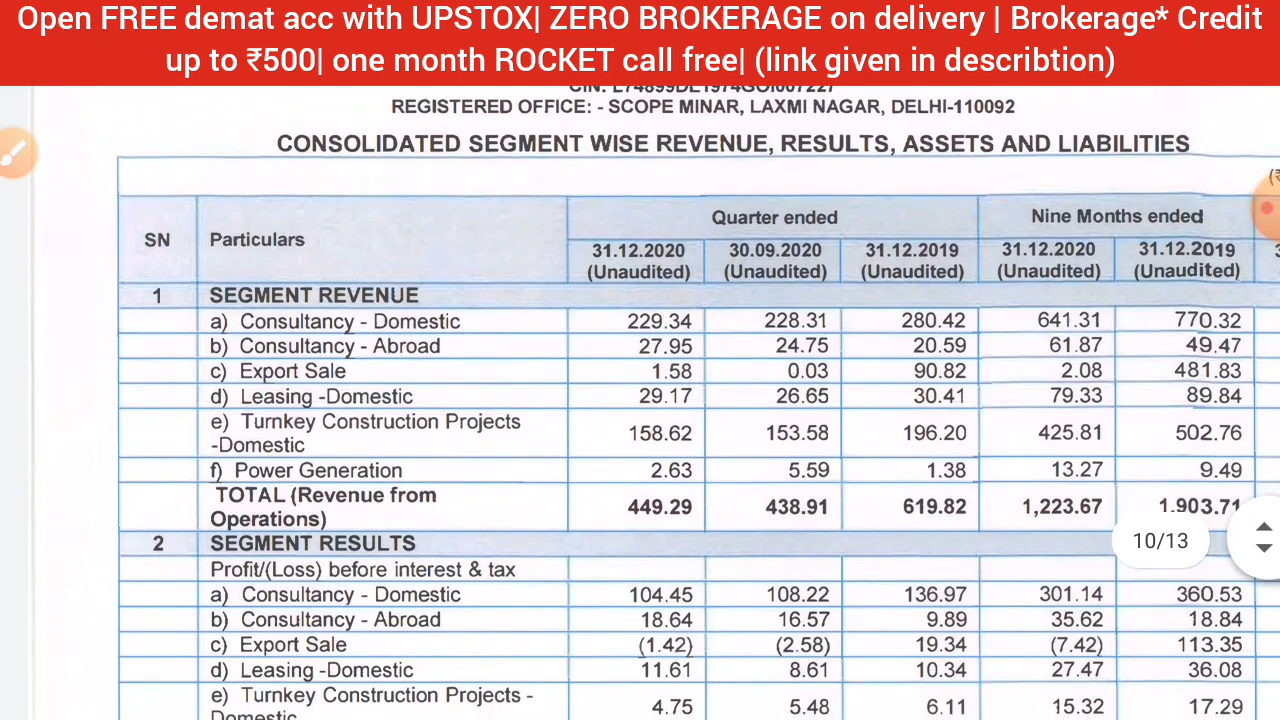 Open FREE demat acc with UPSTOX| ZERO BROKERAGE on delivery | Brokerage* Credit
up to ₹500| one month ROCKET call free| (link given in describtion)
REGISTERED OFFICE: - SCOPE MINAR, LAXMI NAGAR, DELHI-110092
CONSOLIDATED SEGMENT WISE REVENUE, RESULTS, ASSETS AND LIABILITIES
(₹
Quarter ended Nine Months ended
SN Particulars
31.12.2020 30.09.2020 31.12.2019 31.12.2020 31.12.2019
(Unaudited) (Unaudited) (Unaudited) (Unaudited) (Unaudited)
1 SEGMENT REVENUE
a) Consultancy - Domestic 229.34 228.31 280.42 641.31 770.32
b) Consultancy - Abroad 27.95 24.75 20.59 61.87 49.47
c) Export Sale 1.58 0.03 90.82 2.08 481.83
d) Leasing -Domestic 29.17 26.65 30.41 79.33 89.84
e) Turnkey Construction Projects
-Domestic 158.62 153.58 196.20 425.81 502.76
f) Power Generation 2.63 5.59 1.38 13.27 9.49
TOTAL (Revenue from
Operations) 449.29 438.91 619.82 1,223.67 1,903.71
2 SEGMENT RESULTS
10/13
Profit/(Loss) before interest & tax
a) Consultancy - Domestic 104.45 108.22 136.97 301.14 360.53
b) Consultancy - Abroad 18.64 16.57 9.89 35.62 18.84
c) Export Sale (1.42) (2.58) 19.34 (7.42) 113.35
d) Leasing -Domestic 11.61 8.61 10.34 27.47 36.08
e) Turnkey Construction Projects -
Domestic 4.75 5.48 6.11 15.32 17.29